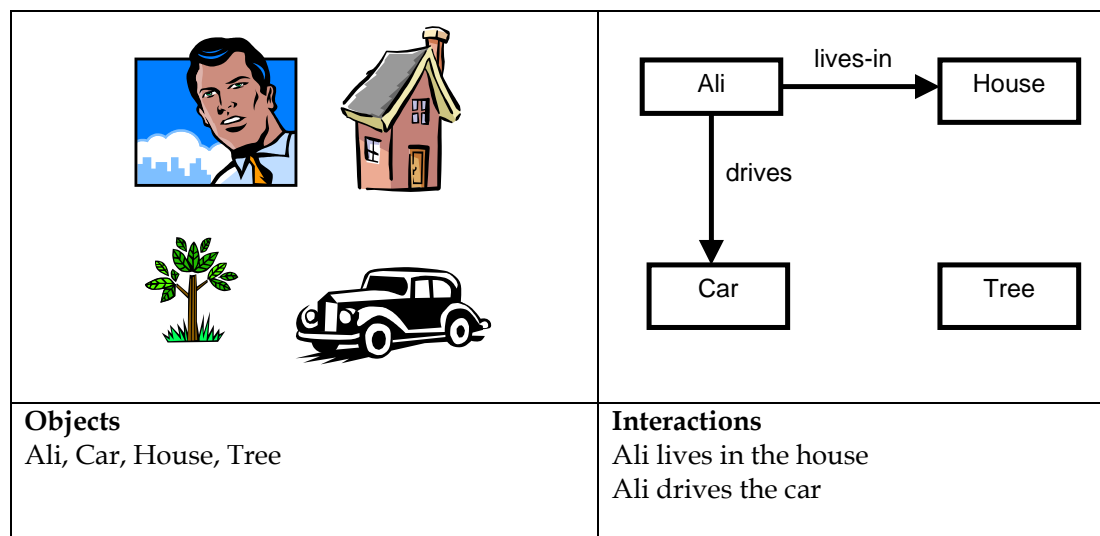 lives-in
Ali
House
drives
Car
Tree
Objects
Ali, Car, House, Tree
Interactions
Ali lives in the house
Ali drives the car